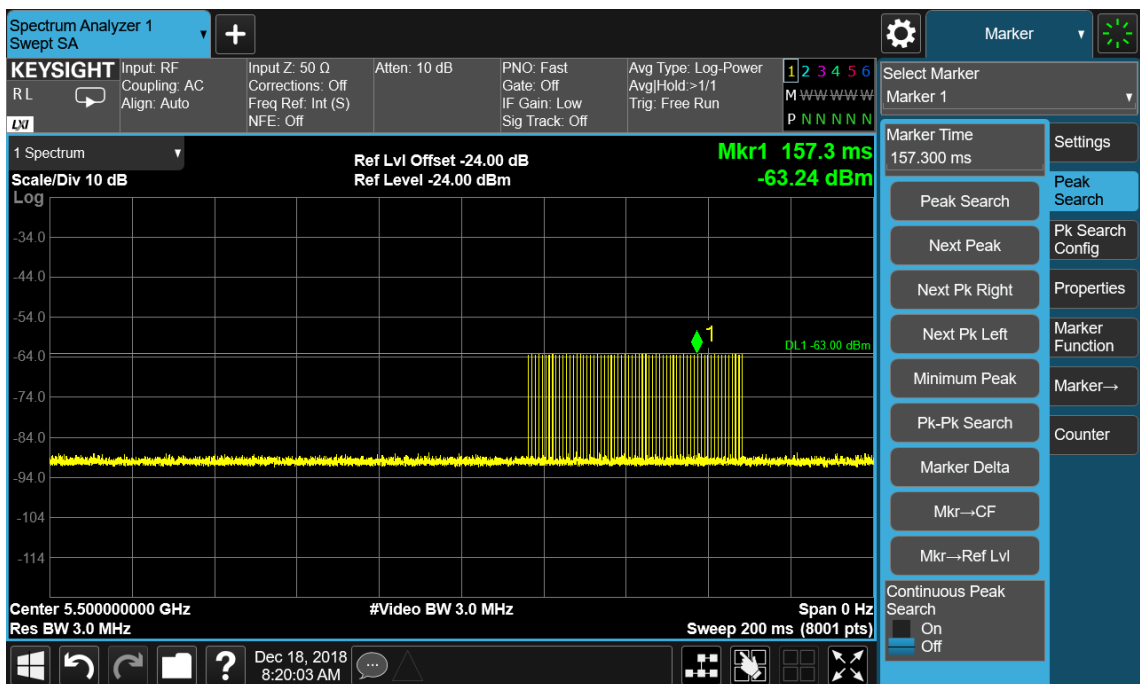 Spectrum Analyzer 1
Swept SA
Marker
KEYSIGHT
R L
LXI
Input: RF
Coupling: AC
Align: Auto
Input Z: 50 Ω
Corrections: Off
Freq Ref: Int (S)
NFE: Off
Atten: 10 dB
PNO: Fast
Gate: Off
IF Gain: Low
Sig Track: Off
Avg Type: Log-Power
Avg|Hold:>1/1
Trig: Free Run
1 2 3 4 5 6
M W W W W W
P N N N N N
Select Marker
Marker 1
1 Spectrum
Scale/Div 10 dB
Log
Ref Lvl Offset -24.00 dB
Ref Level -24.00 dBm
Mkr1 157.3 ms
-63.24 dBm
-34.0
-44.0
-54.0
-64.0
-74.0
-84.0
-94.0
-104
-114
1
DL1 -63.00 dBm
Center 5.500000000 GHz
Res BW 3.0 MHz
#Video BW 3.0 MHz
Span 0 Hz
Sweep 200 ms (8001 pts)
Marker Time
157.300 ms
Peak Search
Next Peak
Next Pk Right
Next Pk Left
Minimum Peak
Pk-Pk Search
Marker Delta
Mkr→CF
Mkr→Ref Lvl
Continuous Peak
Search
On
Off
Settings
Peak
Search
Pk Search
Config
Properties
Marker
Function
Marker→
Counter
?
Dec 18, 2018
8:20:03 AM